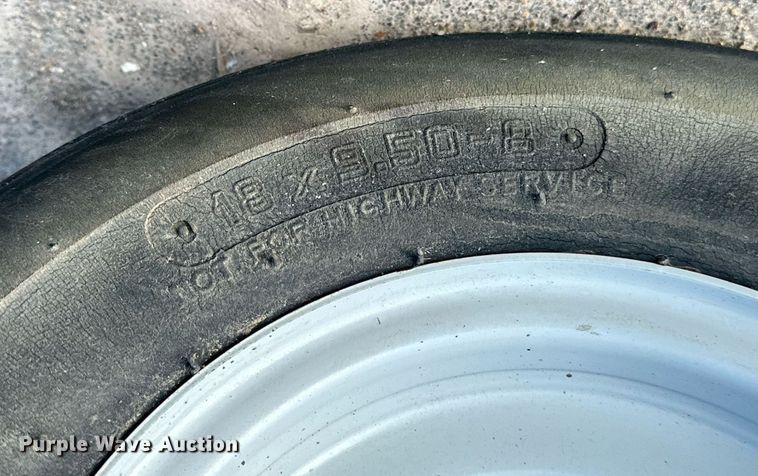 18 x 9.50-8
NOT FOR HIGHWAY SERVICE
Purple Wave Auction